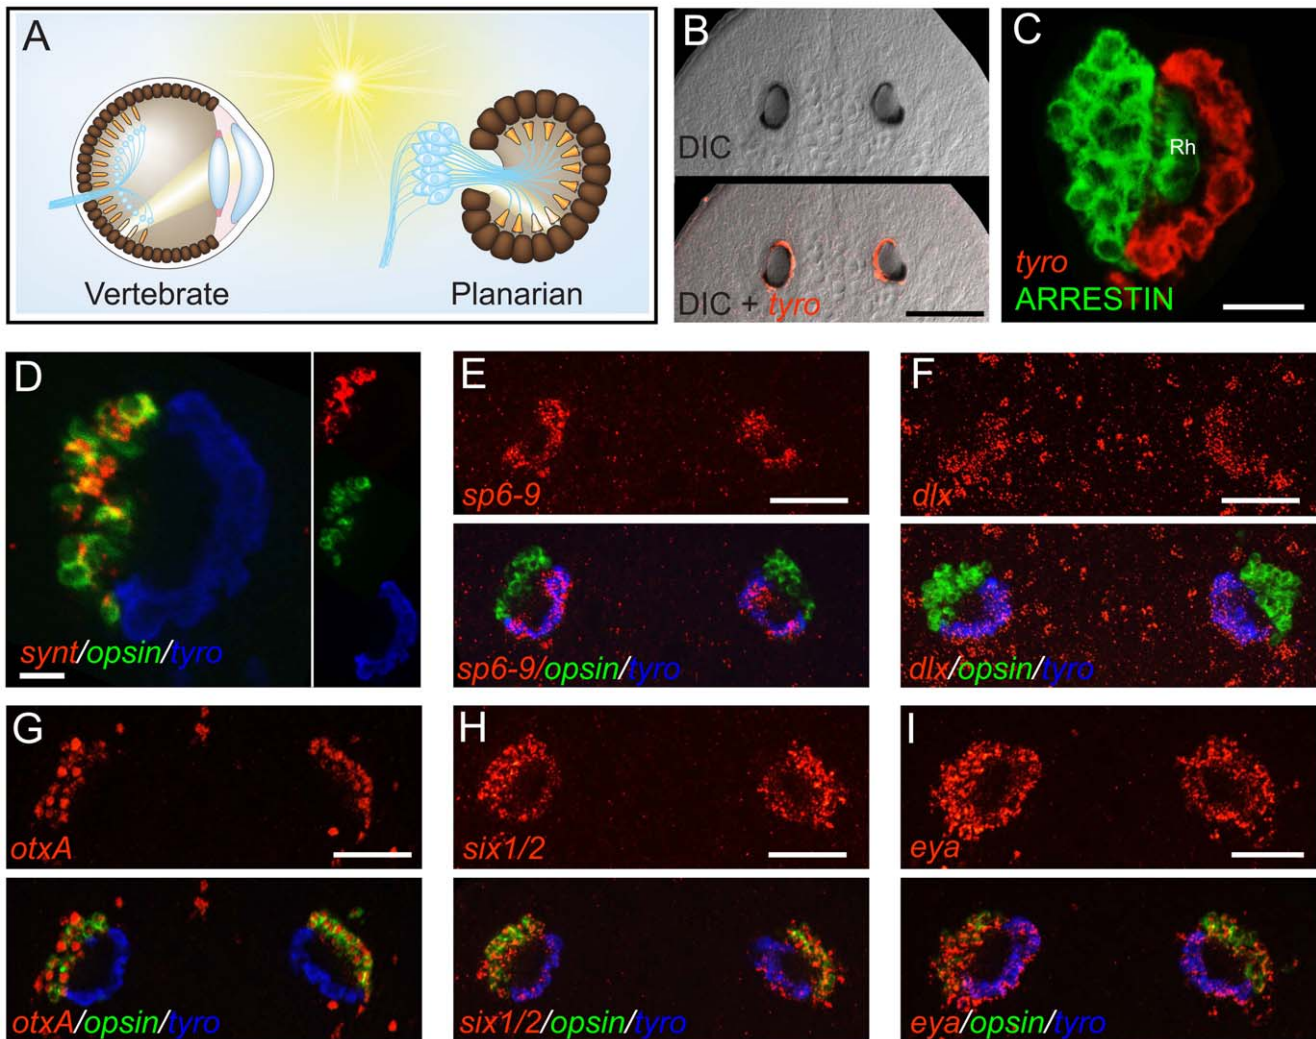 A
Vertebrate
Planarian
B
DIC
DIC + tyro
C
Rh
tyro
ARRESTIN
D
synt/opsin/tyro
E
sp6-9
sp6-9/opsin/tyro
F
dlx
dlx/opsin/tyro
G
otxA
otxA/opsin/tyro
H
six1/2
six1/2/opsin/tyro
I
eya
eya/opsin/tyro